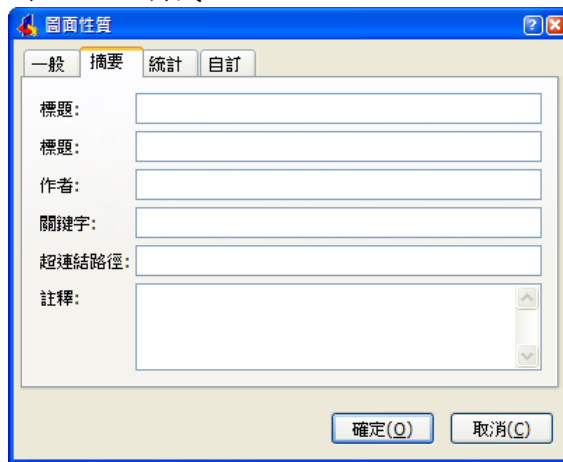 圖面性質
一般 摘要 統計 自訂
標題:
標題:
作者:
關鍵字:
超連結路徑:
註釋:
確定(O) 取消(C)